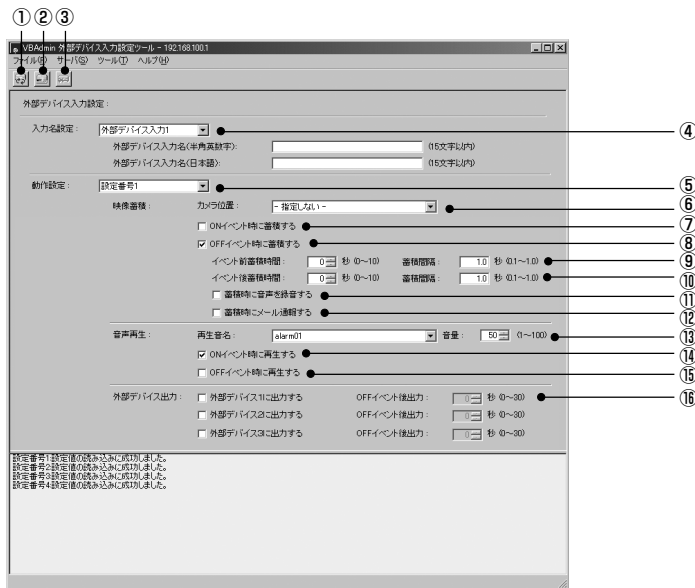 ① ② ③
VBAdmin 外部デバイス入力設定ツール - 192.168.100.1
ファイル(F) サーバ(S) ツール(T) ヘルプ(H)
外部デバイス入力設定:
入力名設定: 外部デバイス入力1 ④
外部デバイス入力名(半角英数字): (15文字以内)
外部デバイス入力名(日本語): (15文字以内)
動作設定: 設定番号1 ⑤
映像蓄積: カメラ位置: - 指定しない - ⑥
ONイベント時に蓄積する ⑦
OFFイベント時に蓄積する ⑧
イベント前蓄積時間: 0 秒 (0~10) 蓄積間隔: 1.0 秒 (0.1~1.0) ⑨
イベント後蓄積時間: 0 秒 (0~10) 蓄積間隔: 1.0 秒 (0.1~1.0) ⑩
蓄積時に音声を録音する ⑪
蓄積時にメール通報する ⑫
音声再生: 再生音名: alarm01 音量: 50 (1~100) ⑬
ONイベント時に再生する ⑭
OFFイベント時に再生する ⑮
外部デバイス出力: 外部デバイス1に出力する OFFイベント後出力: 0 秒 (0~30) ⑯
外部デバイス2に出力する OFFイベント後出力: 0 秒 (0~30)
外部デバイス3に出力する OFFイベント後出力: 0 秒 (0~30)
設定番号1:設定値の読み込みに成功しました。
設定番号2:設定値の読み込みに成功しました。
設定番号3:設定値の読み込みに成功しました。
設定番号4:設定値の読み込みに成功しました。